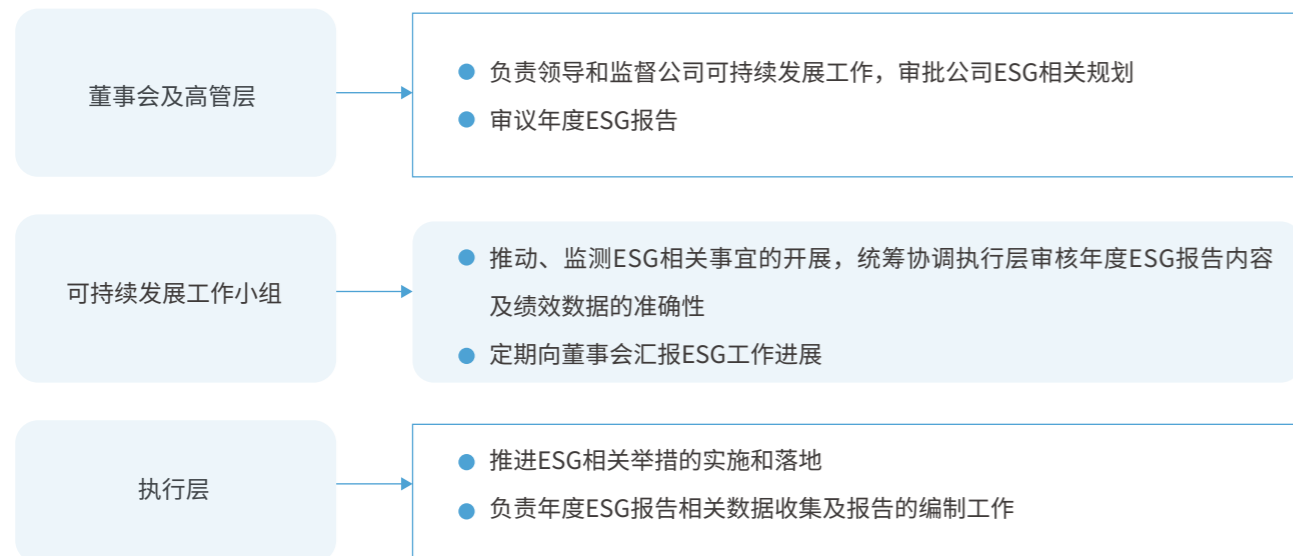 董事会及高管层
负责领导和监督公司可持续发展工作，审批公司ESG相关规划
审议年度ESG报告
可持续发展工作小组
推动、监测ESG相关事宜的开展，统筹协调执行层审核年度ESG报告内容
及绩效数据的准确性
定期向董事会汇报ESG工作进展
执行层
推进ESG相关举措的实施和落地
负责年度ESG报告相关数据收集及报告的编制工作